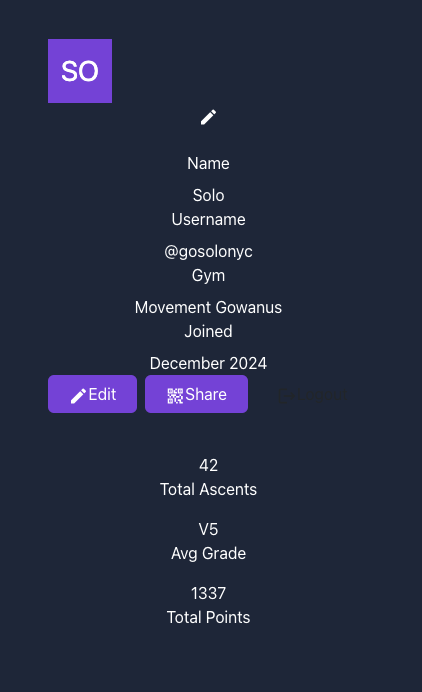 SO
Name
Solo
Username
@gosolonyc
Gym
Movement Gowanus
Joined
December 2024
Edit Share
42
Total Ascents
V5
Avg Grade
1337
Total Points